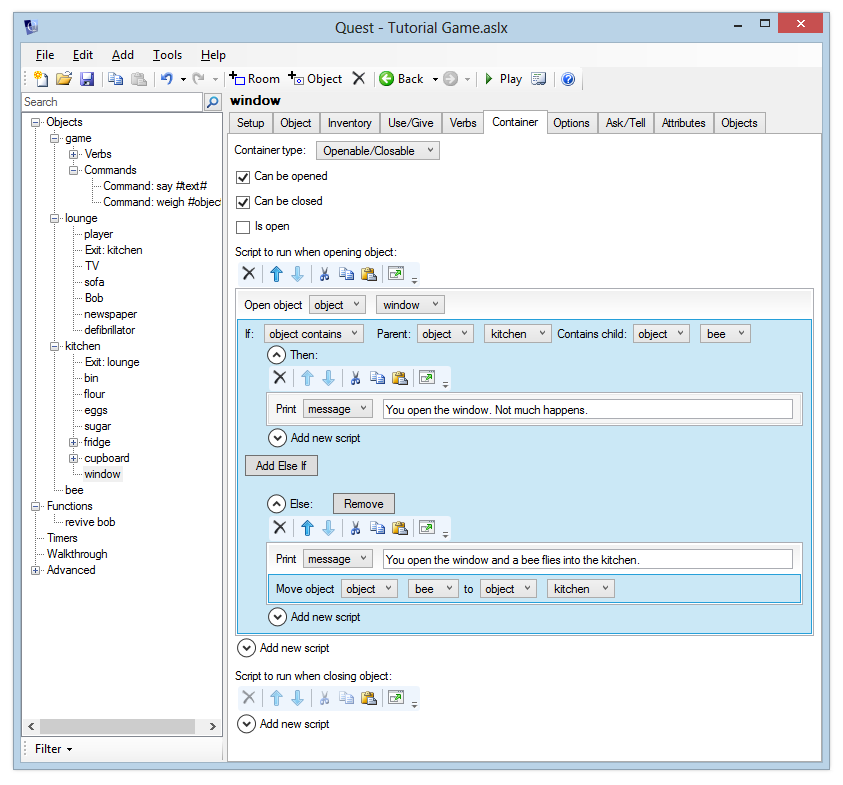 Quest - Tutorial Game.aslx
File Edit Add Tools Help
Room Object Back Play
Search
window
Setup Object Inventory Use/Give Verbs Container Options Ask/Tell Attributes Objects
Objects
game
Verbs
Commands
Command: say #text#
Command: weigh #object
lounge
player
Exit: kitchen
TV
sofa
Bob
newspaper
defibrillator
kitchen
Exit: lounge
bin
flour
eggs
sugar
fridge
cupboard
window
bee
Functions
revive bob
Timers
Walkthrough
Advanced
Filter
Container type: Openable/Closable
Can be opened
Can be closed
Is open
Script to run when opening object:
Open object object window
If: object contains Parent: object kitchen Contains child: object bee
Then:
Print message You open the window. Not much happens.
Add new script
Add Else If
Else: Remove
Print message You open the window and a bee flies into the kitchen.
Move object object bee to object kitchen
Add new script
Add new script
Script to run when closing object:
Add new script